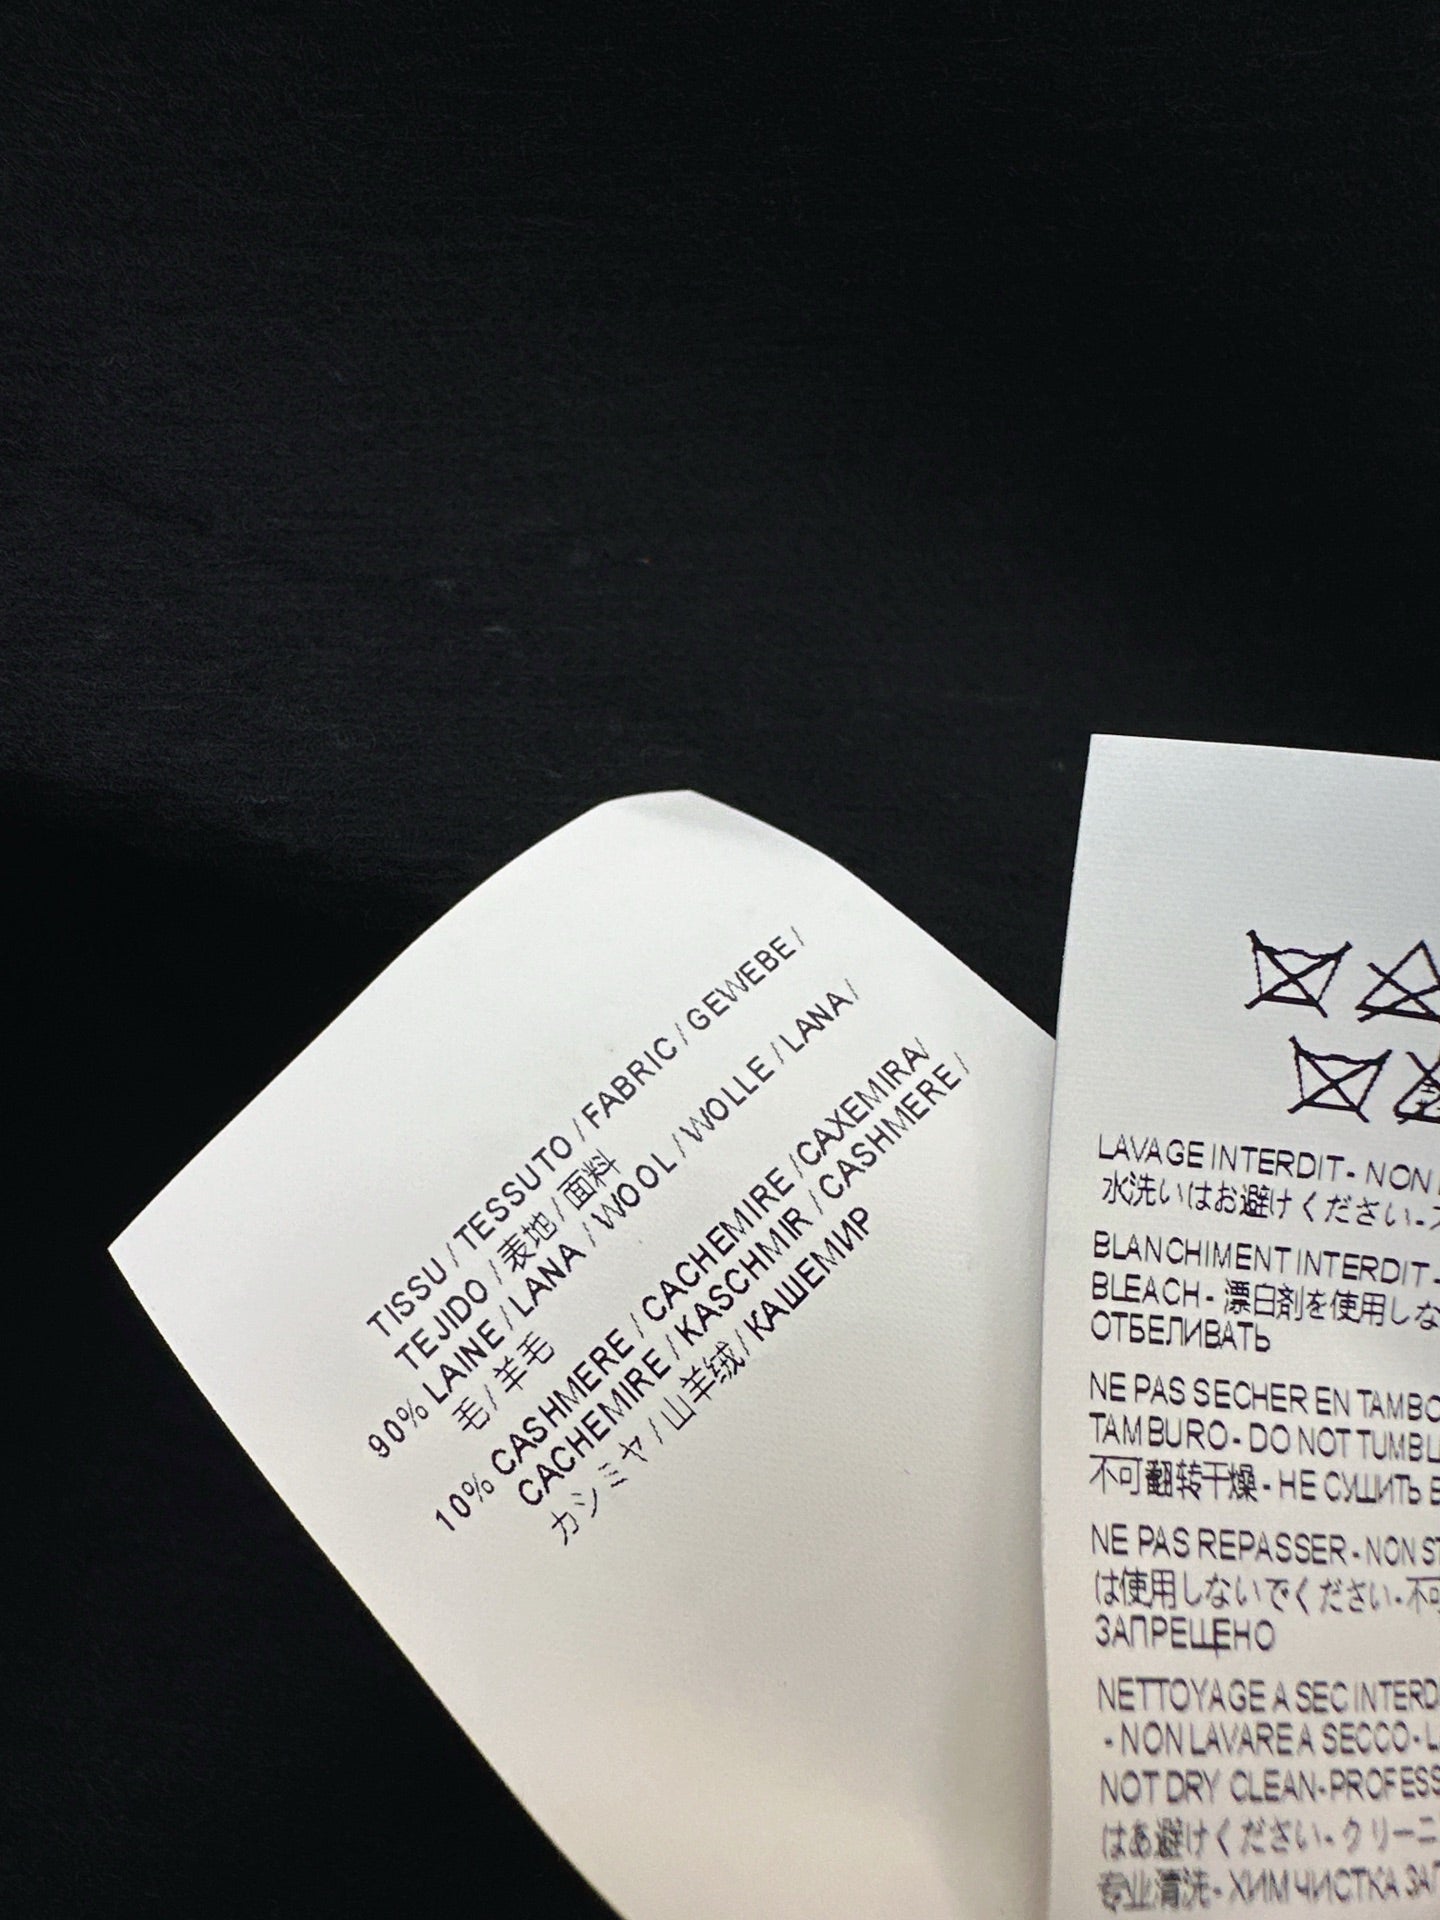 TISSU / TESSUTO / FABRIC / GEWEBE /
TEJIDO / 表地 / 面料
90% LAINE / LANA / WOOL / WOLLE / LANA /
毛 / 羊毛
10% CASHMERE / CACHEMIRE / CAXEMIRA/
CACHEMIRE / KASCHMIR / CASHMERE /
カシミヤ / 山羊绒 / КАШЕМИР
LAVAGE INTERDIT - NON
水洗いはお避けください -
BLANCHIMENT INTERDIT -
BLEACH - 漂白剤を使用しな
ОТБЕЛИВАТЬ
NE PAS SECHER EN TAMBO
TAMBURO - DO NOT TUMBL
不可翻转干燥 - НЕ СУШИТЬ В
NE PAS REPASSER - NON ST
は使用しないでください - 不可
ЗАПРЕЩЕНО
NETTOYAGE A SEC INTERD
- NON LAVARE A SECCO -
NOT DRY CLEAN - PROFESS
はお避けください - クリーニ
专业清洗 - ХИМЧИСТКА ЗАП